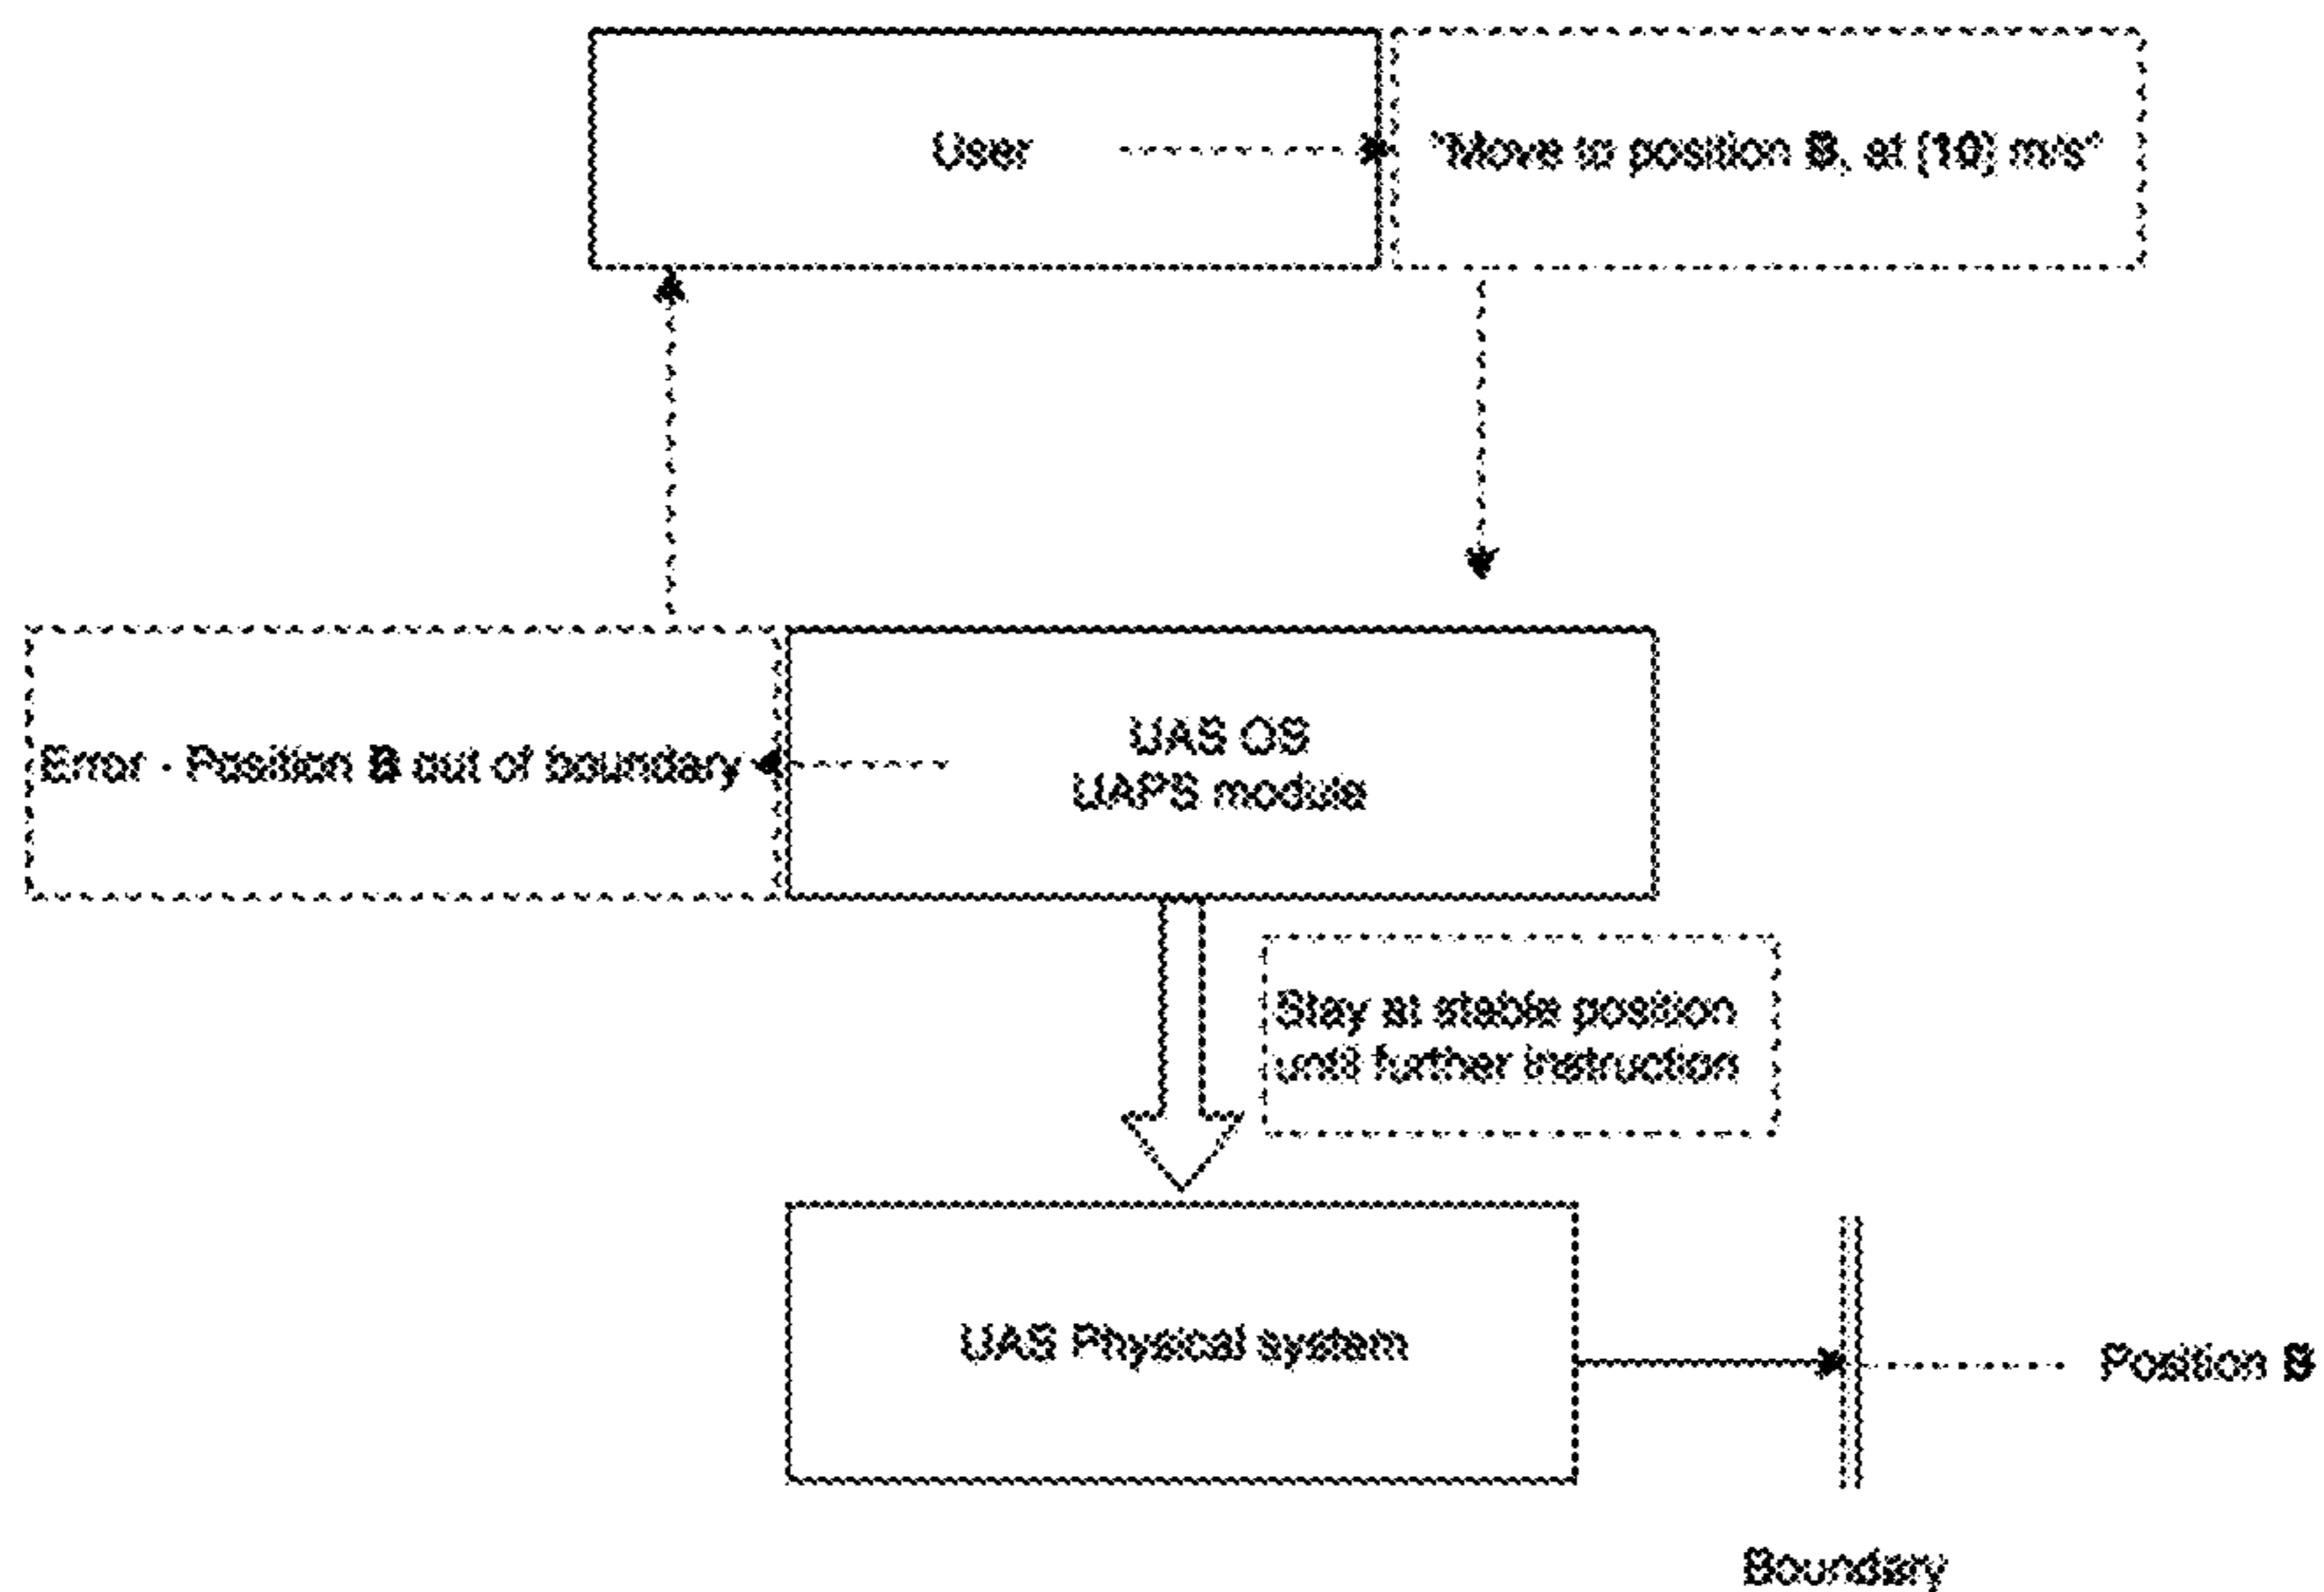 User
"Move to position B, at [10] m/s"
Error - Position B out of boundary
UAS OS
UAPS module
Stay at stable position
until further instruction
UAS Physical system
Position B
Boundary